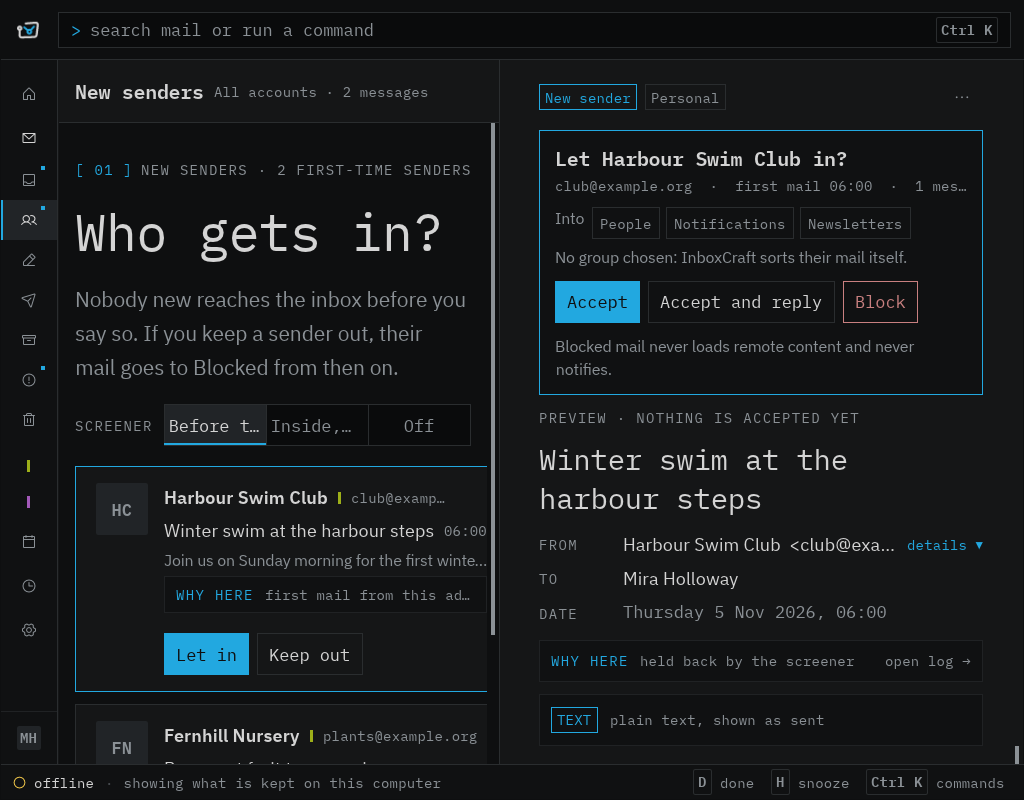 > search mail or run a command
Ctrl K
New senders All accounts · 2 messages
[ 01 ] NEW SENDERS · 2 FIRST-TIME SENDERS
Who gets in?
Nobody new reaches the inbox before you
say so. If you keep a sender out, their
mail goes to Blocked from then on.
SCREENER Before t… Inside,… Off
HC
Harbour Swim Club club@examp…
Winter swim at the harbour steps 06:00
Join us on Sunday morning for the first winte…
WHY HERE first mail from this ad…
Let in Keep out
FN
Fernhill Nursery plants@example.org
New sender Personal ...
Let Harbour Swim Club in?
club@example.org · first mail 06:00 · 1 mes…
Into People Notifications Newsletters
No group chosen: InboxCraft sorts their mail itself.
Accept Accept and reply Block
Blocked mail never loads remote content and never
notifies.
PREVIEW · NOTHING IS ACCEPTED YET
Winter swim at the
harbour steps
FROM Harbour Swim Club <club@exa… details ▾
TO Mira Holloway
DATE Thursday 5 Nov 2026, 06:00
WHY HERE held back by the screener open log →
TEXT plain text, shown as sent
MH
offline · showing what is kept on this computer
D done H snooze Ctrl K commands